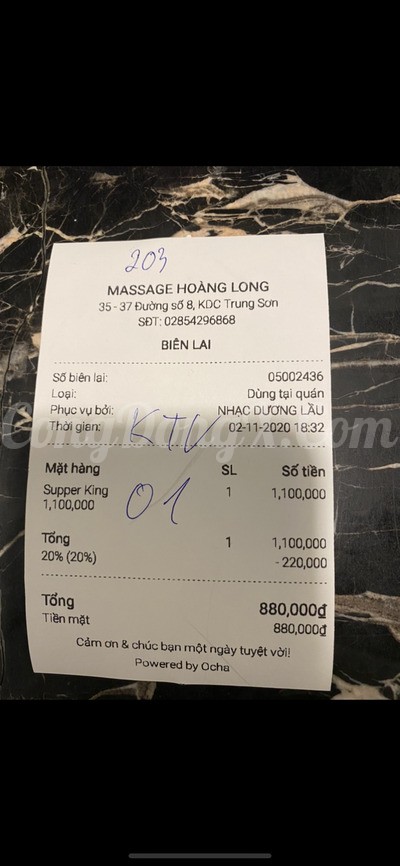 203
MASSAGE HOÀNG LONG
35 - 37 Đường số 8, KDC Trung Sơn
SĐT: 02854296868
BIÊN LAI
Số biên lai: 05002436
Loại: Dùng tại quán
Phục vụ bởi: NHẠC DƯƠNG LẦU
Thời gian: 02-11-2020 18:32
KTV
Mặt hàng SL Số tiền
Supper King 1 1,100,000
1,100,000
01
Tổng 1 1,100,000
20% (20%) - 220,000
Tổng 880,000₫
Tiền mặt 880,000₫
Cảm ơn & chúc bạn một ngày tuyệt vời!
Powered by Ocha